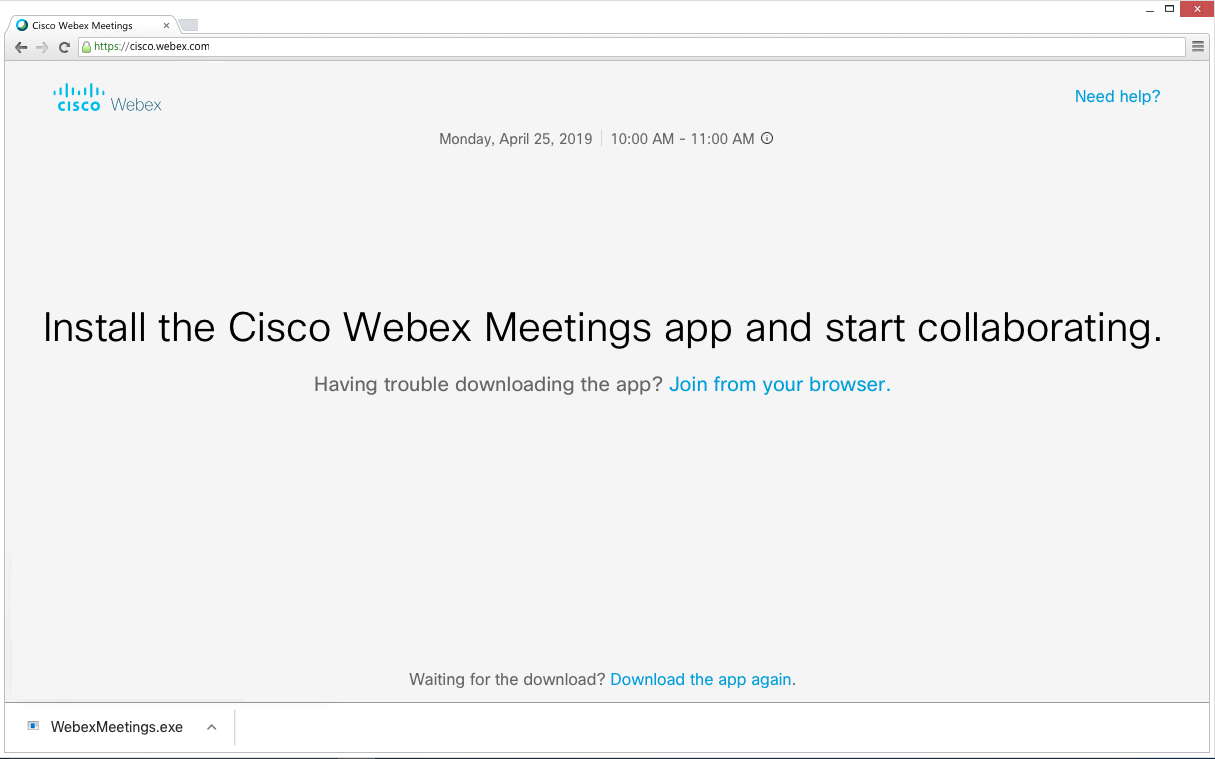 Cisco Webex Meetings
https://cisco.webex.com
cisco Webex
Need help?
Monday, April 25, 2019 10:00 AM - 11:00 AM
Install the Cisco Webex Meetings app and start collaborating.
Having trouble downloading the app? Join from your browser.
Waiting for the download? Download the app again.
WebexMeetings.exe